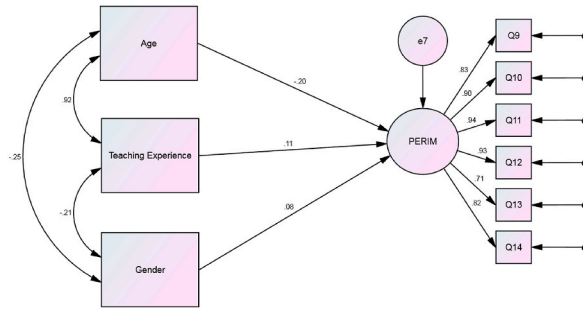 Age
Teaching Experience
Gender
-.25
.92
-.21
-.20
.11
.08
e7
PERIM
.83
.90
.94
.93
.71
.82
Q9
Q10
Q11
Q12
Q13
Q14